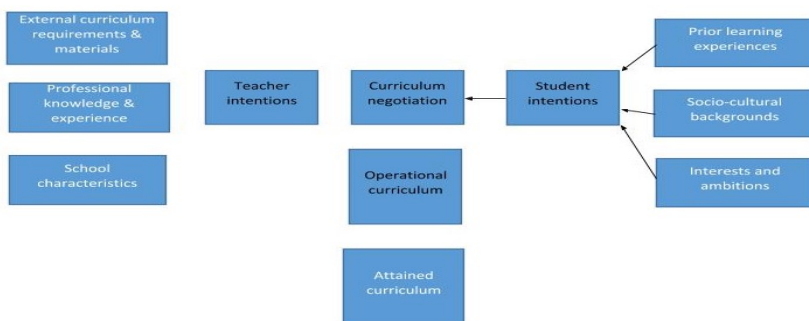 External curriculum
requirements &
materials
Professional
knowledge &
experience
School
characteristics
Teacher
intentions
Curriculum
negotiation
Operational
curriculum
Attained
curriculum
Student
intentions
Prior learning
experiences
Socio-cultural
backgrounds
Interests and
ambitions